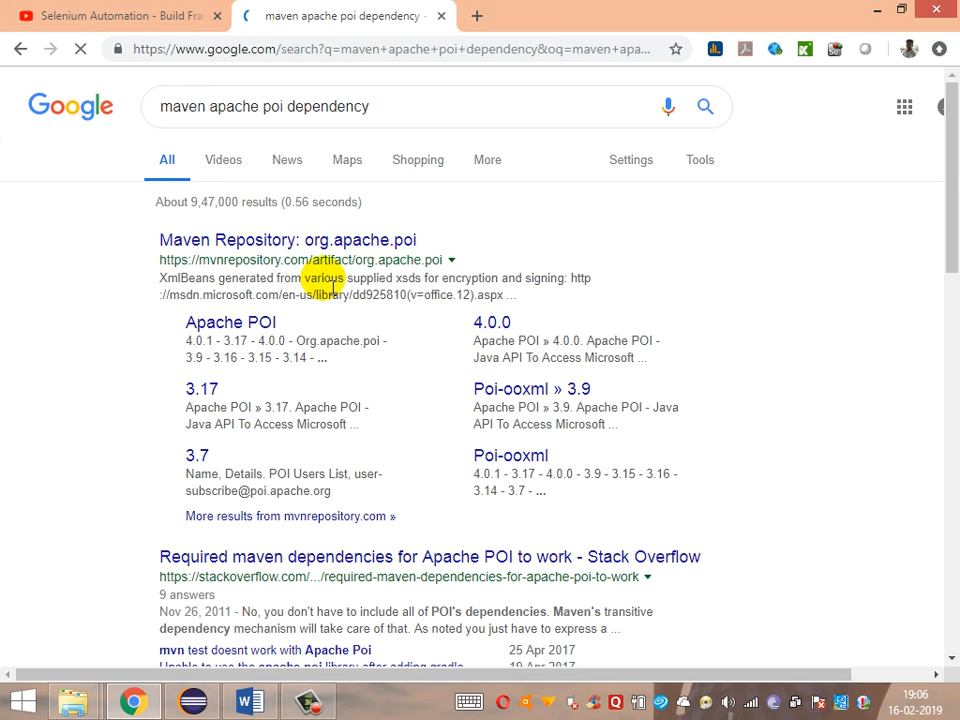 Selenium Automation - Build Fra
maven apache poi dependency -
https://www.google.com/search?q=maven+apache+poi+dependency&oq=maven+apa...
Google
maven apache poi dependency
All Videos News Maps Shopping More Settings Tools
About 9,47,000 results (0.56 seconds)
Maven Repository: org.apache.poi
https://mvnrepository.com/artifact/org.apache.poi
XmlBeans generated from various supplied xsds for encryption and signing: http
://msdn.microsoft.com/en-us/library/dd925810(v=office.12).aspx ...
Apache POI
4.0.1 - 3.17 - 4.0.0 - Org.apache.poi -
3.9 - 3.16 - 3.15 - 3.14 - ...
4.0.0
Apache POI » 4.0.0. Apache POI -
Java API To Access Microsoft ...
3.17
Apache POI » 3.17. Apache POI -
Java API To Access Microsoft ...
Poi-ooxml » 3.9
Apache POI » 3.9. Apache POI - Java
API To Access Microsoft ...
3.7
Name, Details. POI Users List, user-
subscribe@poi.apache.org
Poi-ooxml
4.0.1 - 3.17 - 4.0.0 - 3.9 - 3.15 - 3.16 -
3.14 - 3.7 - ...
More results from mvnrepository.com »
Required maven dependencies for Apache POI to work - Stack Overflow
https://stackoverflow.com/.../required-maven-dependencies-for-apache-poi-to-work
9 answers
Nov 26, 2011 - No, you don't have to include all of POI's dependencies. Maven's transitive
dependency mechanism will take care of that. As noted you just have to express a ...
mvn test doesnt work with Apache Poi 25 Apr 2017
Unable to use the apache poi library after adding gradle 19 Apr 2017
19:06
16-02-2019